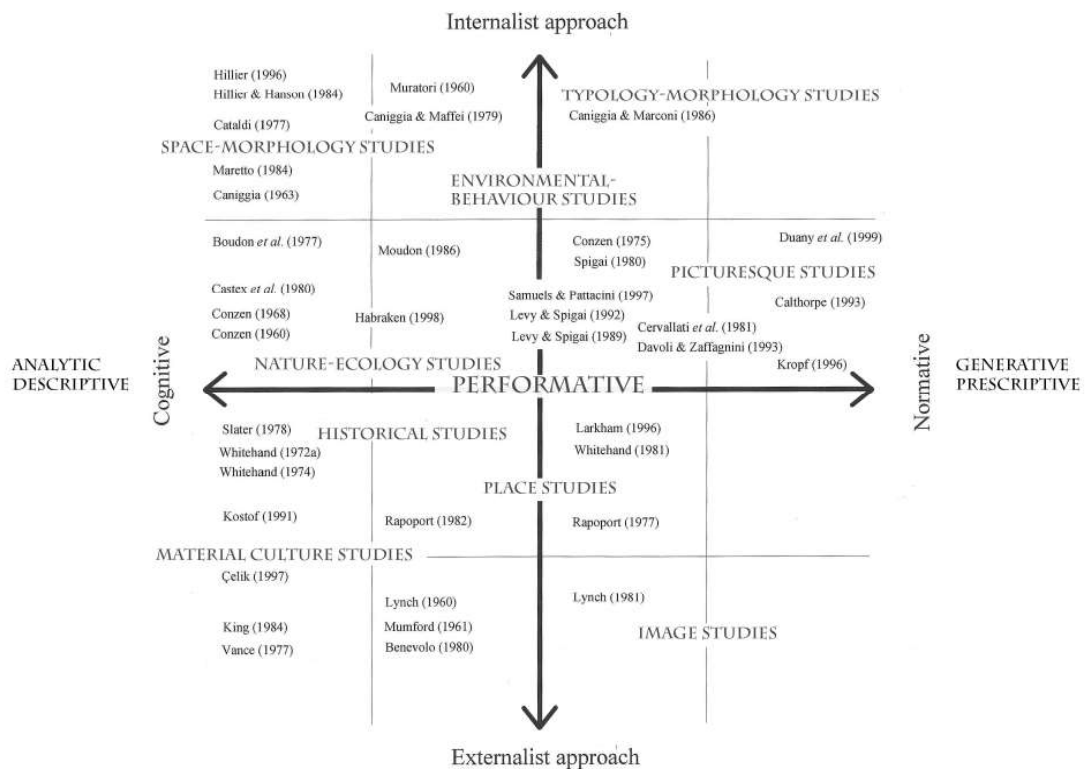 Internalist approach
Hillier (1996)
Hillier & Hanson (1984)
Muratori (1960)
TYPOLOGY-MORPHOLOGY STUDIES
Caniggia & Maffei (1979)
Caniggia & Marconi (1986)
Cataldi (1977)
SPACE-MORPHOLOGY STUDIES
Maretto (1984)
Caniggia (1963)
ENVIRONMENTAL-
BEHAVIOUR STUDIES
Boudon et al. (1977)
Moudon (1986)
Conzen (1975)
Spigai (1980)
Duany et al. (1999)
PICTURESQUE STUDIES
Castex et al. (1980)
Samuels & Pattacini (1997)
Calthorpe (1993)
Conzen (1968)
Habraken (1998)
Levy & Spigai (1992)
Conzen (1960)
Levy & Spigai (1989)
Cervallati et al. (1981)
Davoli & Zaffagnini (1993)
Kropf (1996)
NATURE-ECOLOGY STUDIES
ANALYTIC
DESCRIPTIVE
Cognitive
PERFORMATIVE
Normative
GENERATIVE
PRESCRIPTIVE
Slater (1978)
HISTORICAL STUDIES
Larkham (1996)
Whitehand (1972a)
Whitehand (1981)
Whitehand (1974)
PLACE STUDIES
Kostof (1991)
Rapoport (1982)
Rapoport (1977)
MATERIAL CULTURE STUDIES
Çelik (1997)
Lynch (1960)
Lynch (1981)
King (1984)
Mumford (1961)
IMAGE STUDIES
Vance (1977)
Benevolo (1980)
Externalist approach